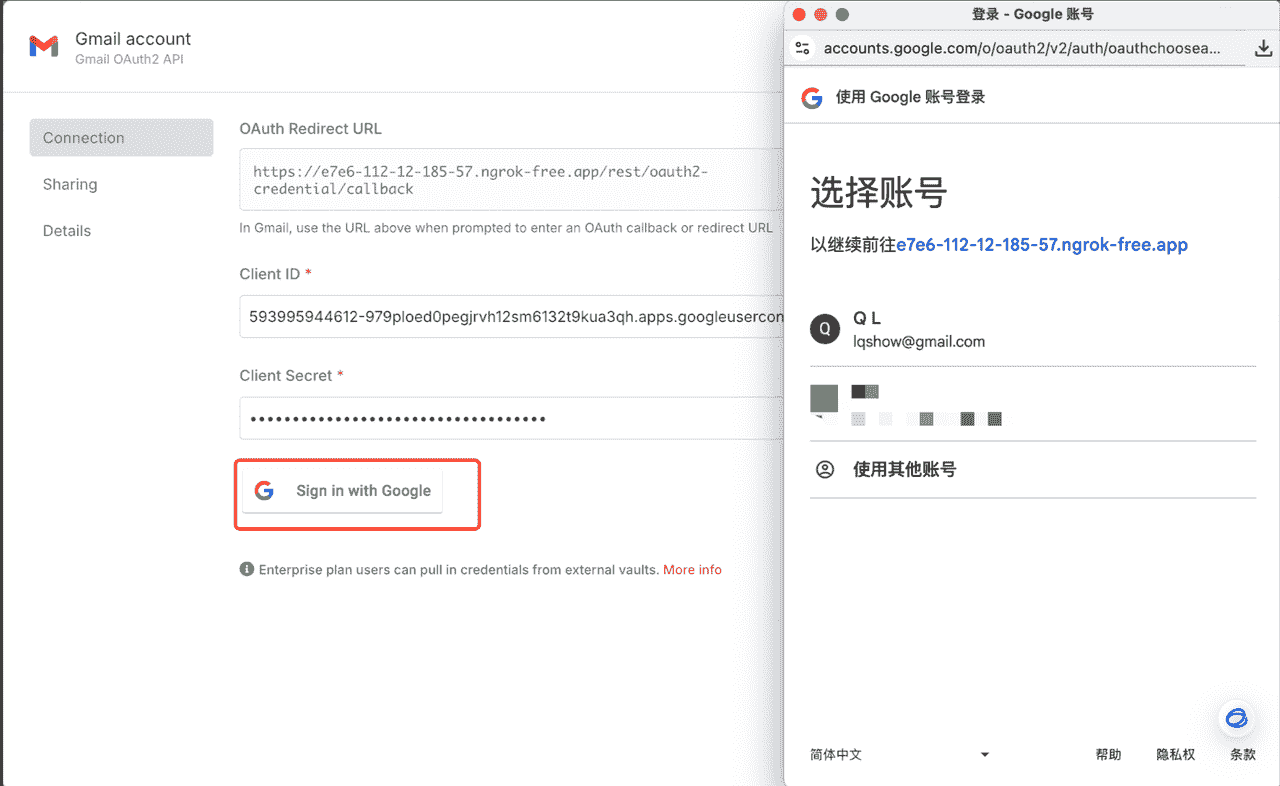 Gmail account
Gmail OAuth2 API
Connection
Sharing
Details
OAuth Redirect URL
https://e7e6-112-12-185-57.ngrok-free.app/rest/oauth2-
credential/callback
In Gmail, use the URL above when prompted to enter an OAuth callback or redirect URL
Client ID *
593995944612-979ploed0pegjrvh12sm6132t9kua3qh.apps.googleusercon
Client Secret *
••••••••••••••••••••••••••••••••••
Sign in with Google
Enterprise plan users can pull in credentials from external vaults. More info
登录 - Google 账号
accounts.google.com/o/oauth2/v2/auth/oauthchoosea...
使用 Google 账号登录
选择账号
以继续前往e7e6-112-12-185-57.ngrok-free.app
Q
Q L
lqshow@gmail.com
使用其他账号
简体中文
帮助
隐私权
条款